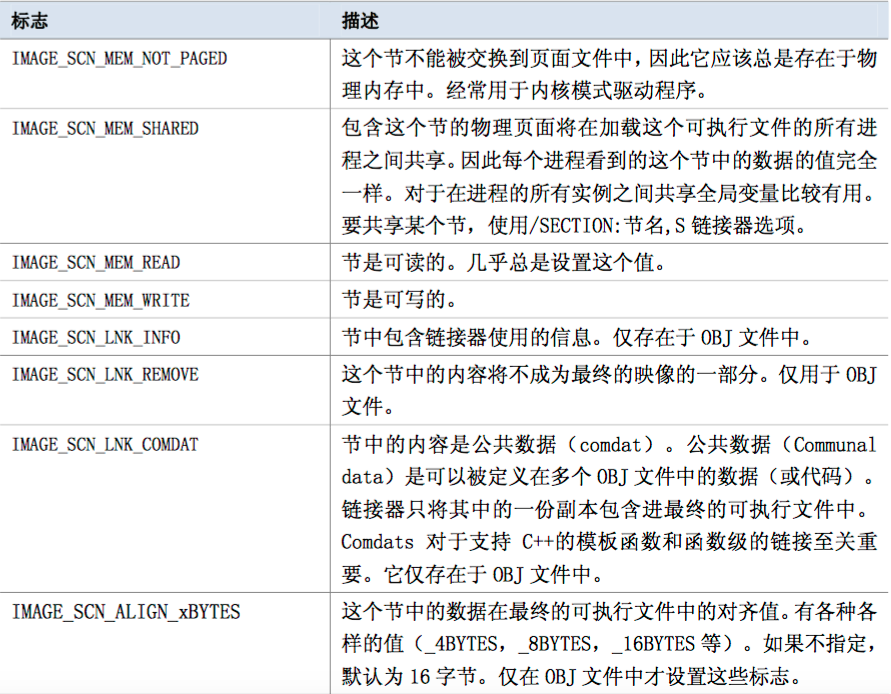 标志 描述
IMAGE_SCN_MEM_NOT_PAGED 这个节不能被交换到页面文件中，因此它应该总是存在于物
理内存中。经常用于内核模式驱动程序。
IMAGE_SCN_MEM_SHARED 包含这个节的物理页面将在加载这个可执行文件的所有进
程之间共享。因此每个进程看到的这个节中的数据的值完全
一样。对于在进程的所有实例之间共享全局变量比较有用。
要共享某个节，使用/SECTION:节名,S 链接器选项。
IMAGE_SCN_MEM_READ 节是可读的。几乎总是设置这个值。
IMAGE_SCN_MEM_WRITE 节是可写的。
IMAGE_SCN_LNK_INFO 节中包含链接器使用的信息。仅存在于 OBJ 文件中。
IMAGE_SCN_LNK_REMOVE 这个节中的内容将不成为最终的映像的一部分。仅用于 OBJ
文件。
IMAGE_SCN_LNK_COMDAT 节中的内容是公共数据（comdat）。公共数据（Communal
data）是可以被定义在多个 OBJ 文件中的数据（或代码）。
链接器只将其中的一份副本包含进最终的可执行文件中。
Comdats 对于支持 C++的模板函数和函数级的链接至关重
要。它仅存在于 OBJ 文件中。
IMAGE_SCN_ALIGN_xBYTES 这个节中的数据在最终的可执行文件中的对齐值。有各种各
样的值（_4BYTES，_8BYTES，_16BYTES 等）。如果不指定，
默认为 16 字节。仅在 OBJ 文件中才设置这些标志。